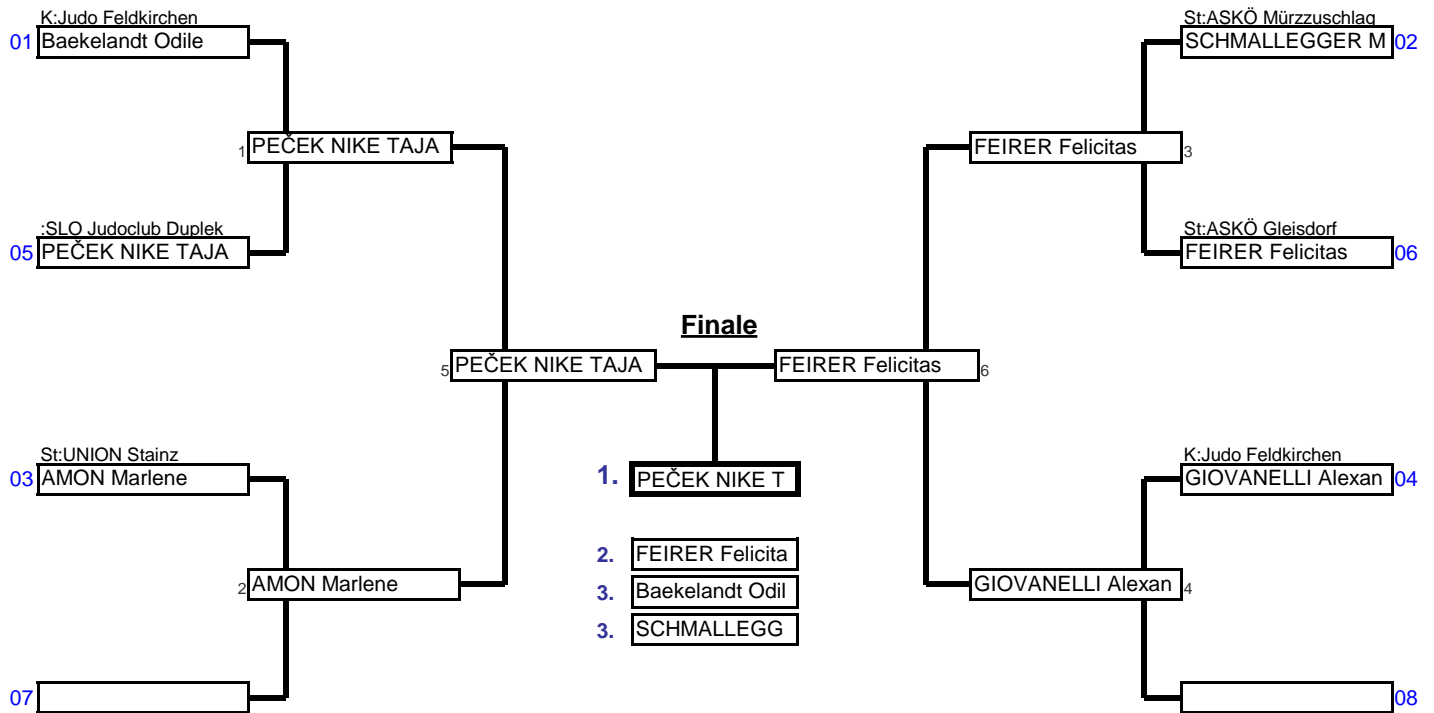 K:Judo Feldkirchen
01 Baekelandt Odile
St:ASKÖ Mürzzuschlag
SCHMALLEGGER M 02
1 PEČEK NIKE TAJA
FEIRER Felicitas 3
:SLO Judoclub Duplek
05 PEČEK NIKE TAJA
St:ASKÖ Gleisdorf
FEIRER Felicitas 06
Finale
5 PEČEK NIKE TAJA
FEIRER Felicitas 6
St:UNION Stainz
03 AMON Marlene
1. PEČEK NIKE T
K:Judo Feldkirchen
GIOVANELLI Alexan 04
2. FEIRER Felicita
3. Baekelandt Odil
3. SCHMALLEGG
2 AMON Marlene
GIOVANELLI Alexan 4
07
08